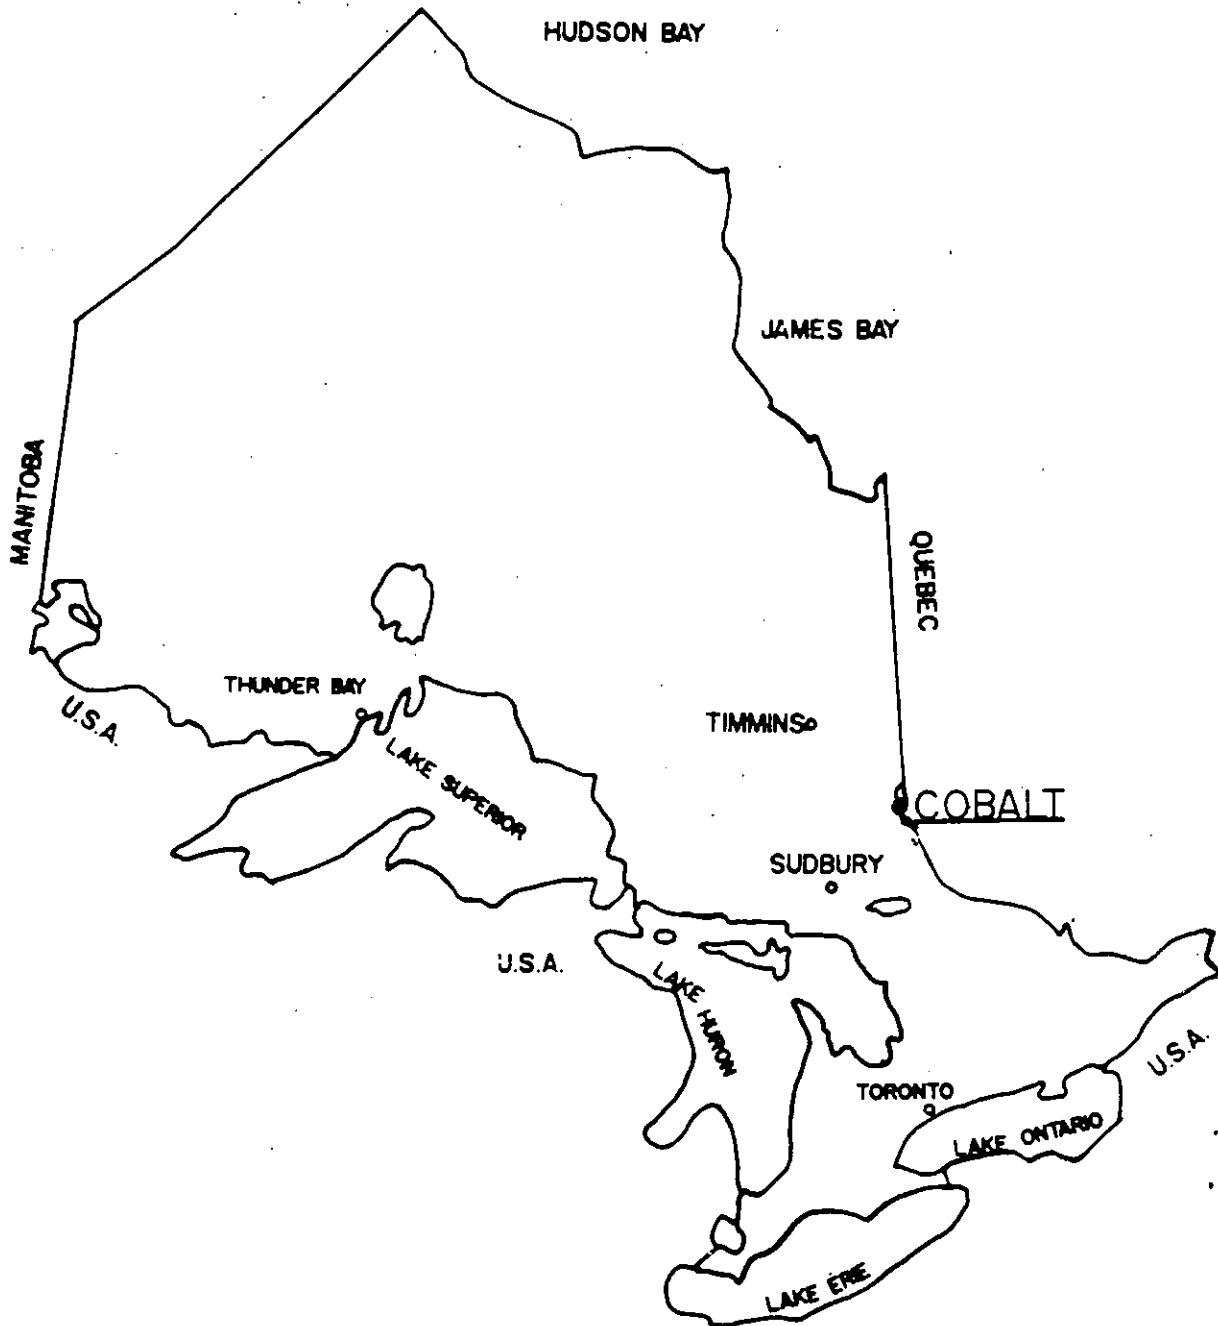 HUDSON BAY
JAMES BAY
MANITOBA
QUEBEC
THUNDER BAY
U.S.A.
TIMMINS
LAKE SUPERIOR
COBALT
SUDBURY
U.S.A.
LAKE HURON
U.S.A.
TORONTO
LAKE ONTARIO
LAKE ERIE